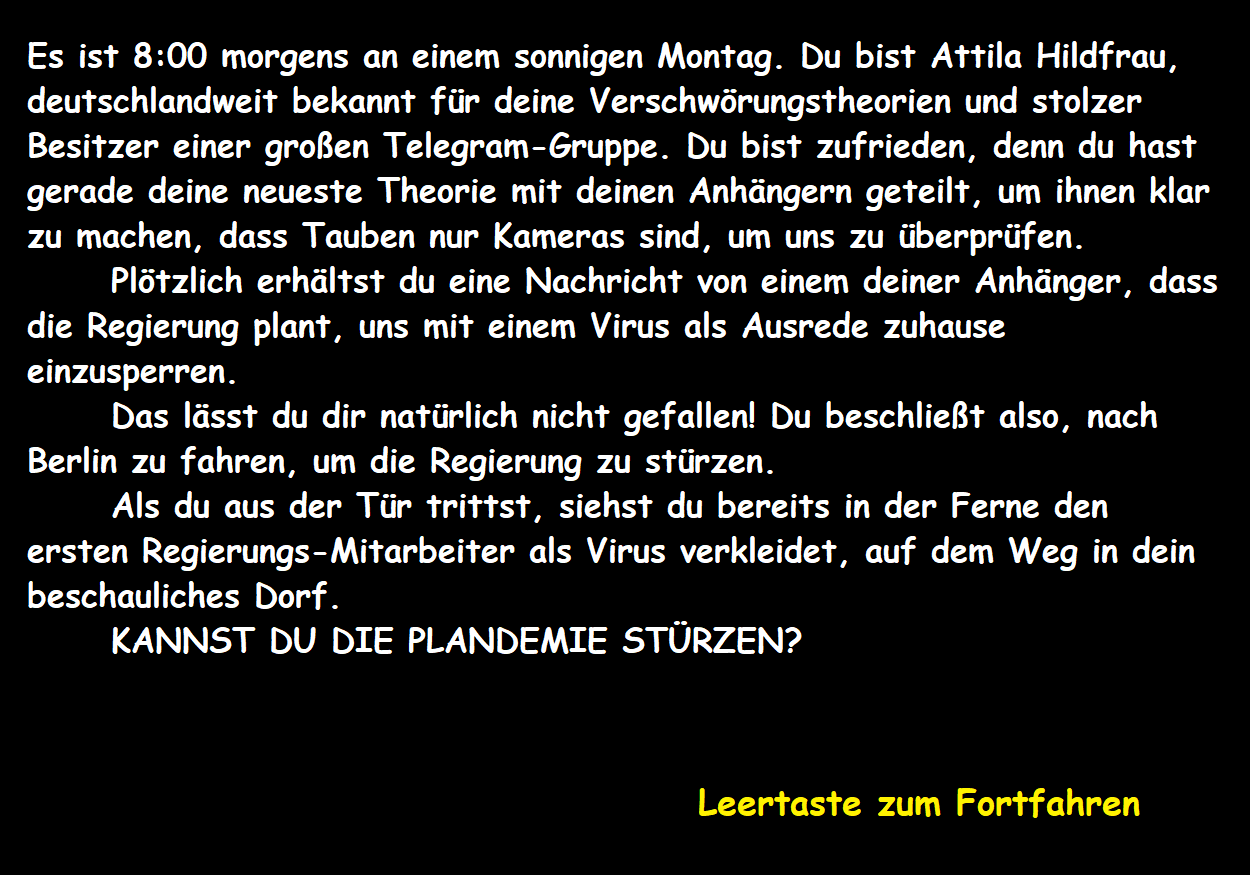 Es ist 8:00 morgens an einem sonnigen Montag. Du bist Attila Hildfrau,
deutschlandweit bekannt für deine Verschwörungstheorien und stolzer
Besitzer einer großen Telegram-Gruppe. Du bist zufrieden, denn du hast
gerade deine neueste Theorie mit deinen Anhängern geteilt, um ihnen klar
zu machen, dass Tauben nur Kameras sind, um uns zu überprüfen.
Plötzlich erhältst du eine Nachricht von einem deiner Anhänger, dass
die Regierung plant, uns mit einem Virus als Ausrede zuhause
einzusperren.
Das lässt du dir natürlich nicht gefallen! Du beschließt also, nach
Berlin zu fahren, um die Regierung zu stürzen.
Als du aus der Tür trittst, siehst du bereits in der Ferne den
ersten Regierungs-Mitarbeiter als Virus verkleidet, auf dem Weg in dein
beschauliches Dorf.
KANNST DU DIE PLANDEMIE STÜRZEN?
Leertaste zum Fortfahren